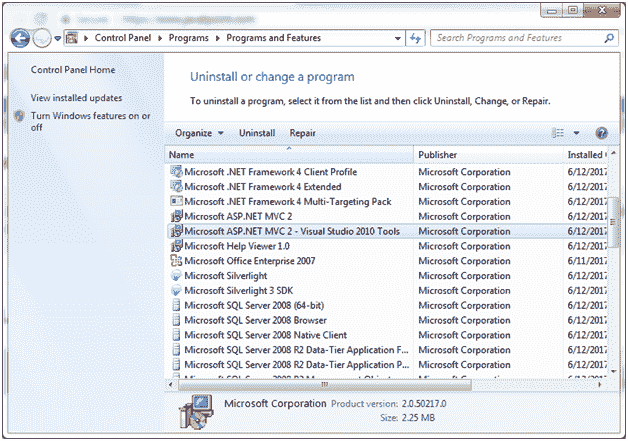 Control Panel Programs Programs and Features Search Programs and Features
Control Panel Home
View installed updates
Turn Windows features on or
off
Uninstall or change a program
To uninstall a program, select it from the list and then click Uninstall, Change, or Repair.
Organize Uninstall Repair
Name Publisher Installed
Microsoft .NET Framework 4 Client Profile Microsoft Corporation 6/12/2017
Microsoft .NET Framework 4 Extended Microsoft Corporation 6/12/2017
Microsoft .NET Framework 4 Multi-Targeting Pack Microsoft Corporation 6/12/2017
Microsoft ASP.NET MVC 2 Microsoft Corporation 6/12/2017
Microsoft ASP.NET MVC 2 - Visual Studio 2010 Tools Microsoft Corporation 6/12/2017
Microsoft Help Viewer 1.0 Microsoft Corporation 6/12/2017
Microsoft Office Enterprise 2007 Microsoft Corporation 6/11/2017
Microsoft Silverlight Microsoft Corporation 6/12/2017
Microsoft Silverlight 3 SDK Microsoft Corporation 6/12/2017
Microsoft SQL Server 2008 (64-bit) Microsoft Corporation 6/12/2017
Microsoft SQL Server 2008 Browser Microsoft Corporation 6/12/2017
Microsoft SQL Server 2008 Native Client Microsoft Corporation 6/12/2017
Microsoft SQL Server 2008 R2 Data-Tier Application F... Microsoft Corporation 6/12/2017
Microsoft SQL Server 2008 R2 Data-Tier Application P... Microsoft Corporation 6/12/2017
Microsoft SQL Server 2008 R2 Management Objects Microsoft Corporation 6/12/2017
Microsoft Corporation Product version: 2.0.50217.0
Size: 2.25 MB